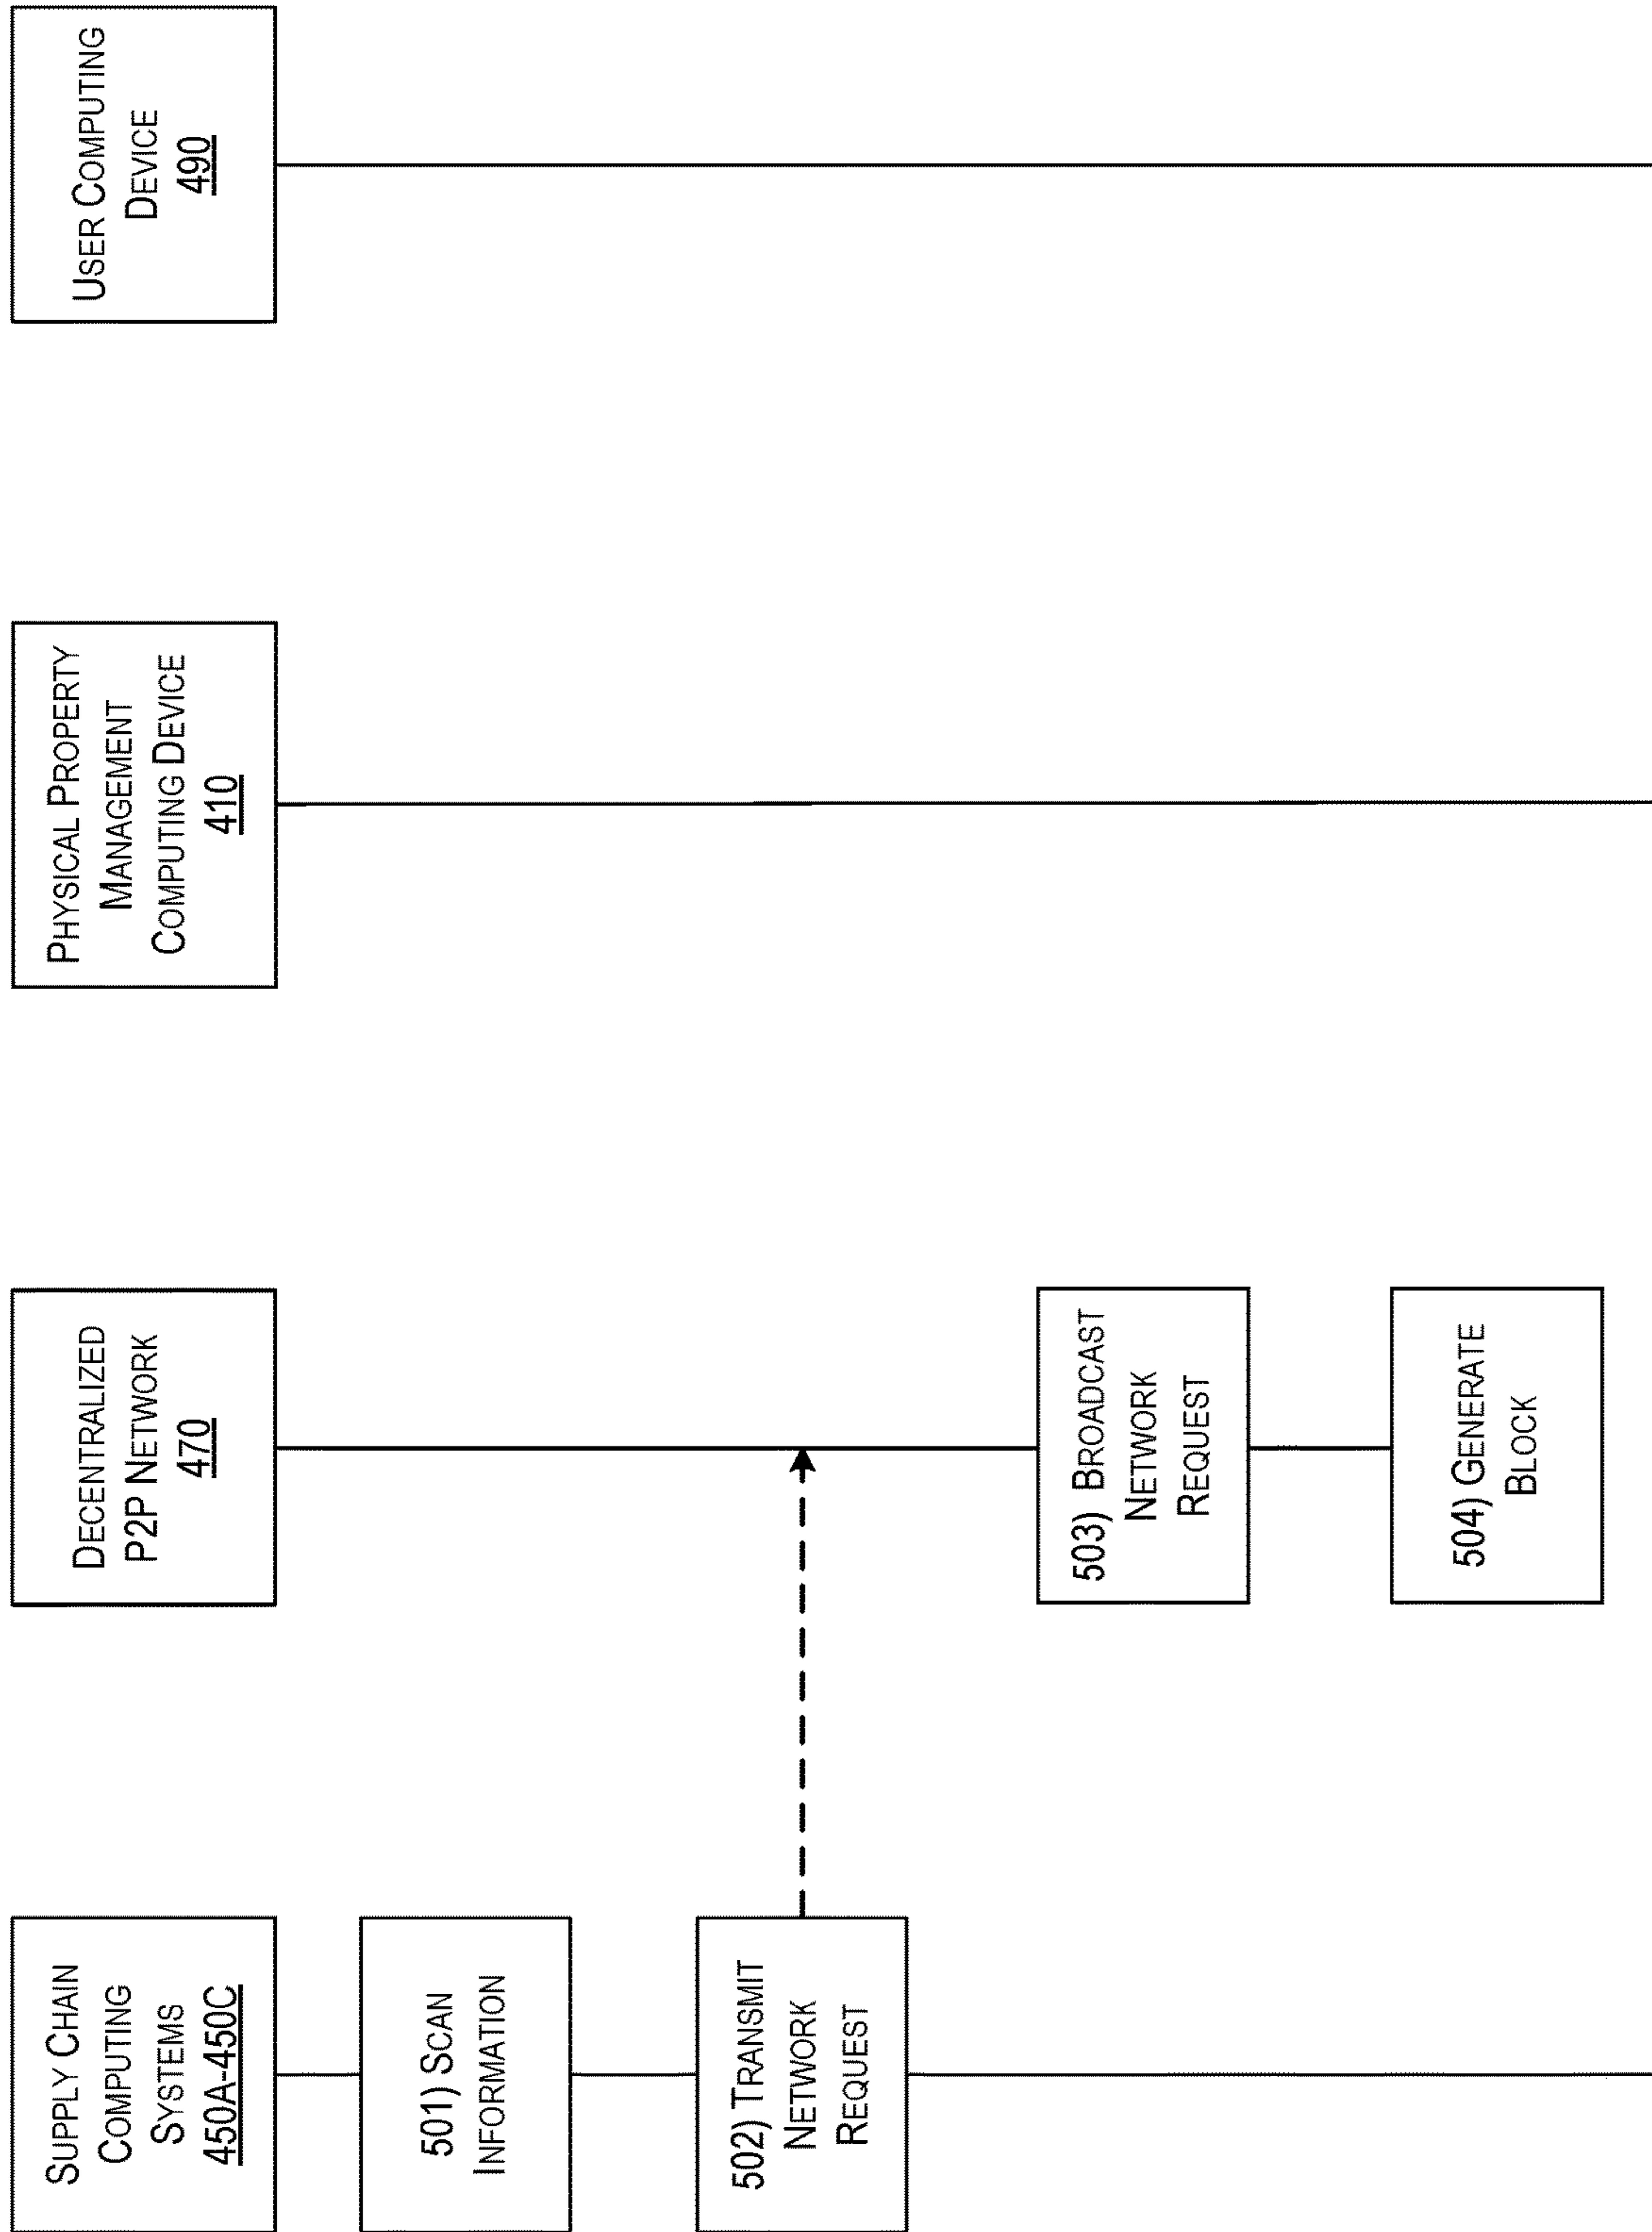 SUPPLY CHAIN
COMPUTING
SYSTEMS
450A-450C
DECENTRALIZED
P2P NETWORK
470
PHYSICAL PROPERTY
MANAGEMENT
COMPUTING DEVICE
410
USER COMPUTING
DEVICE
490
501) SCAN
INFORMATION
502) TRANSMIT
NETWORK
REQUEST
503) BROADCAST
NETWORK
REQUEST
504) GENERATE
BLOCK